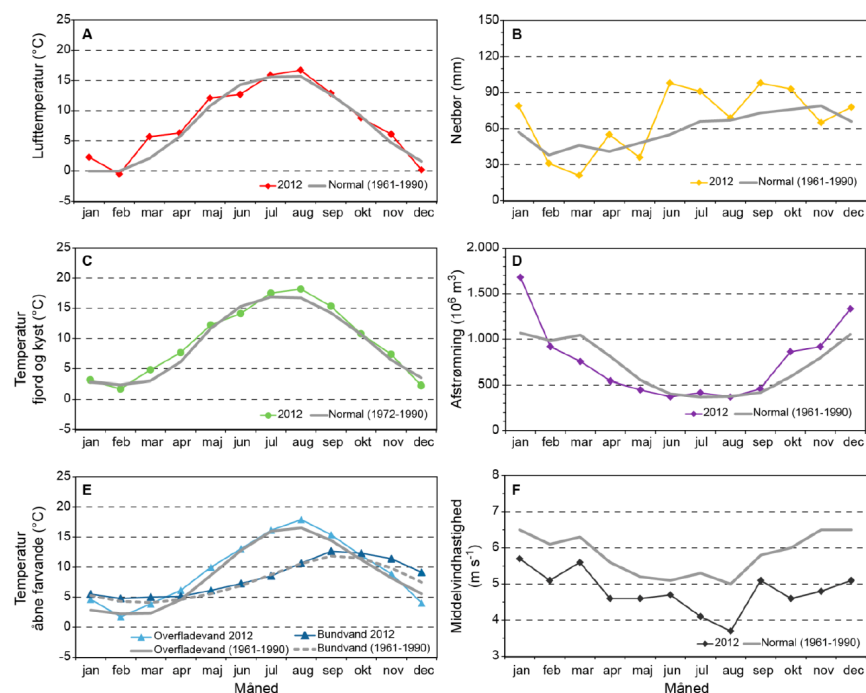 A
Lufttemperatur (°C)
25
20
15
10
5
0
-5
2012 Normal (1961-1990)
jan feb mar apr maj jun jul aug sep okt nov dec
B
Nedbør (mm)
150
120
90
60
30
0
2012 Normal (1961-1990)
jan feb mar apr maj jun jul aug sep okt nov dec
C
Temperatur
fjord og kyst (°C)
25
20
15
10
5
0
-5
2012 Normal (1972-1990)
jan feb mar apr maj jun jul aug sep okt nov dec
D
Afstrømning (10⁶ m³)
2.000
1.500
1.000
500
0
2012 Normal (1961-1990)
jan feb mar apr maj jun jul aug sep okt nov dec
E
Temperatur
åbne farvande (°C)
25
20
15
10
5
0
-5
Overfladevand 2012 Bundvand 2012
Overfladevand (1961-1990) Bundvand (1961-1990)
jan feb mar apr maj jun jul aug sep okt nov dec
Måned
F
Middelvindhastighed
(m s⁻¹)
8
7
6
5
4
3
2012 Normal (1961-1990)
jan feb mar apr maj jun jul aug sep okt nov dec
Måned